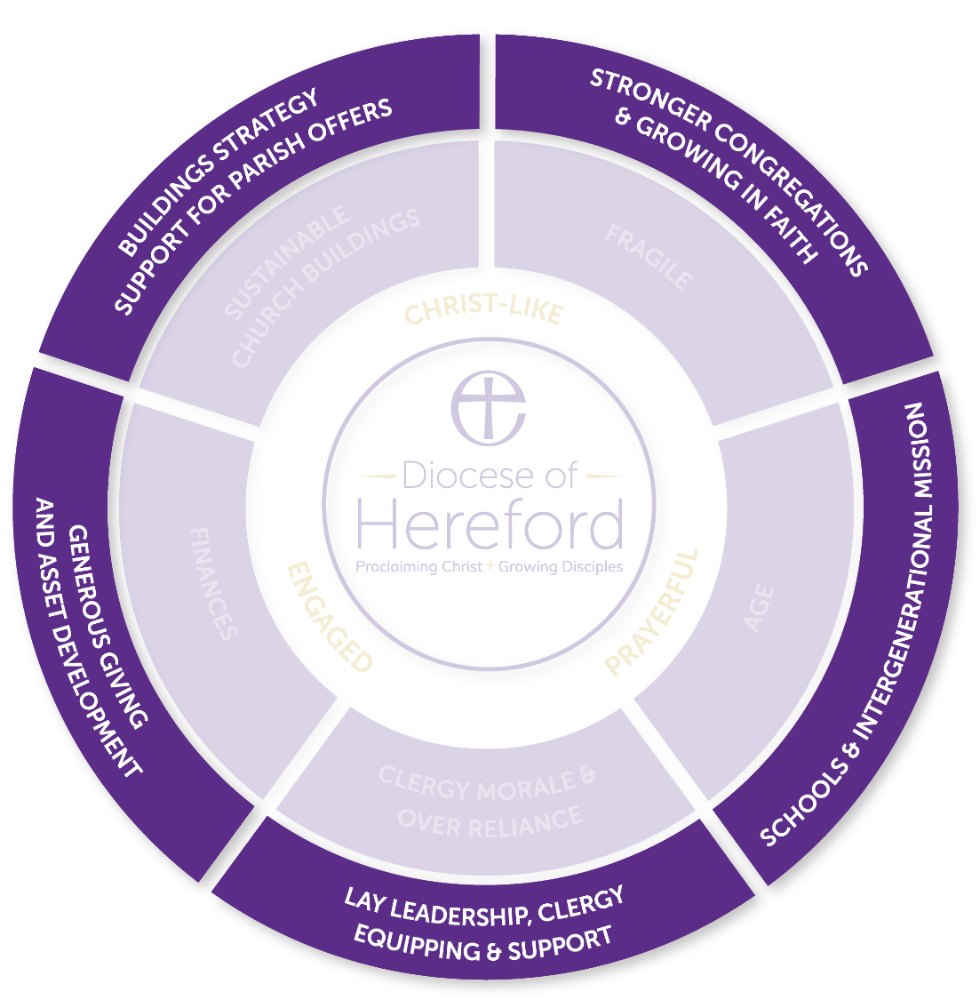 BUILDINGS STRATEGY
SUPPORT FOR PARISH OFFERS
STRONGER CONGREGATIONS
& GROWING IN FAITH
SUSTAINABLE
CHURCH BUILDINGS
FRAGILE
CHRIST-LIKE
Diocese of
Hereford
Proclaiming Christ + Growing Disciples
ENGAGED
PRAYERFUL
FINANCES
AGE
GENEROUS GIVING
AND ASSET DEVELOPMENT
SCHOOLS & INTERGENERATIONAL MISSION
CLERGY MORALE &
OVER RELIANCE
LAY LEADERSHIP, CLERGY
EQUIPPING & SUPPORT